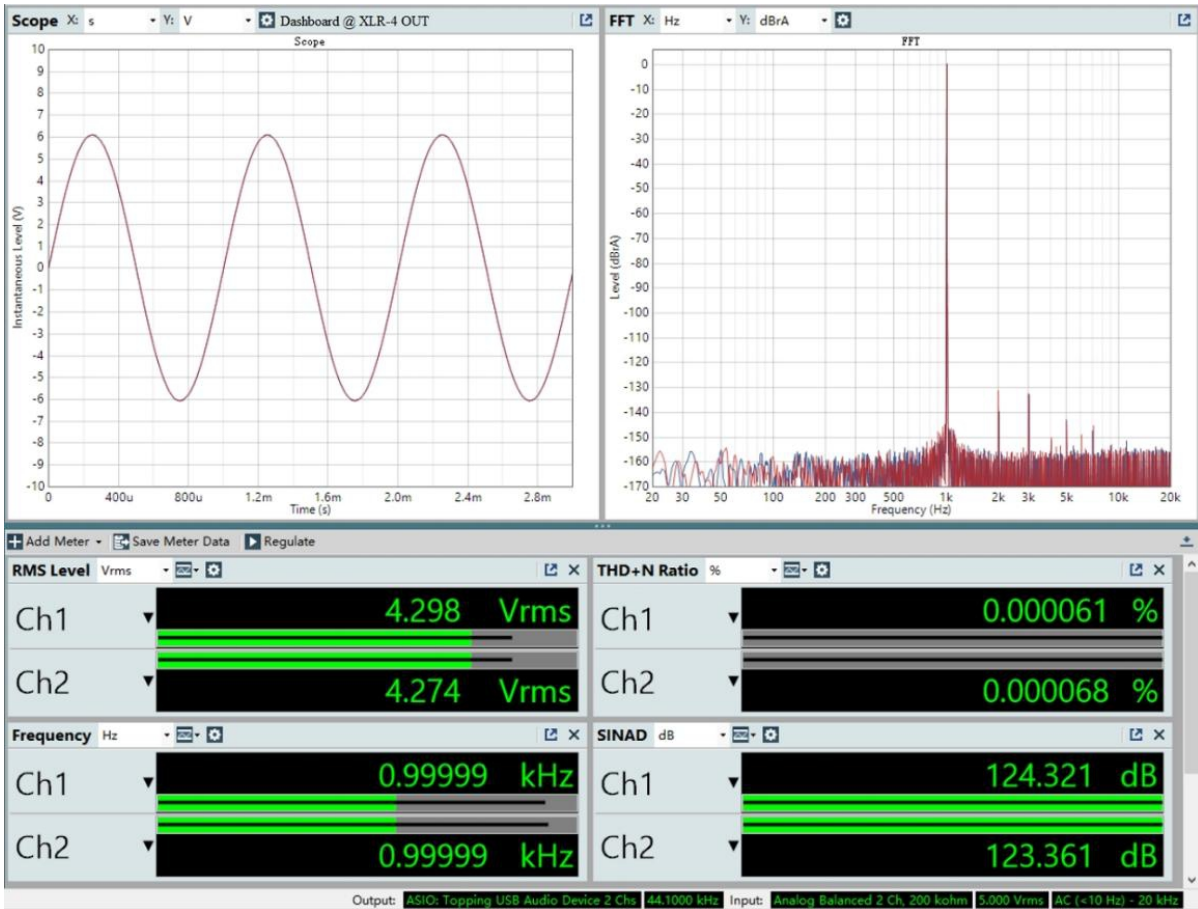 Scope X: s Y: V Dashboard @ XLR-4 OUT
Scope
10
9
8
7
6
5
4
3
2
1
0
-1
-2
-3
-4
-5
-6
-7
-8
-9
-10
Instantaneous Level (V)
0 400u 800u 1.2m 1.6m 2.0m 2.4m 2.8m
Time (s)
FFT X: Hz Y: dBrA
FFT
0
-10
-20
-30
-40
-50
-60
-70
-80
-90
-100
-110
-120
-130
-140
-150
-160
-170
Level (dBrA)
20 30 50 100 200 300 500 1k 2k 3k 5k 10k 20k
Frequency (Hz)
Add Meter Save Meter Data Regulate
RMS Level Vrms
Ch1 4.298 Vrms
Ch2 4.274 Vrms
THD+N Ratio %
Ch1 0.000061 %
Ch2 0.000068 %
Frequency Hz
Ch1 0.99999 kHz
Ch2 0.99999 kHz
SINAD dB
Ch1 124.321 dB
Ch2 123.361 dB
Output: ASIO: Topping USB Audio Device 2 Chs 44.1000 kHz Input: Analog Balanced 2 Ch, 200 kohm 5.000 Vrms AC (<10 Hz) - 20 kHz